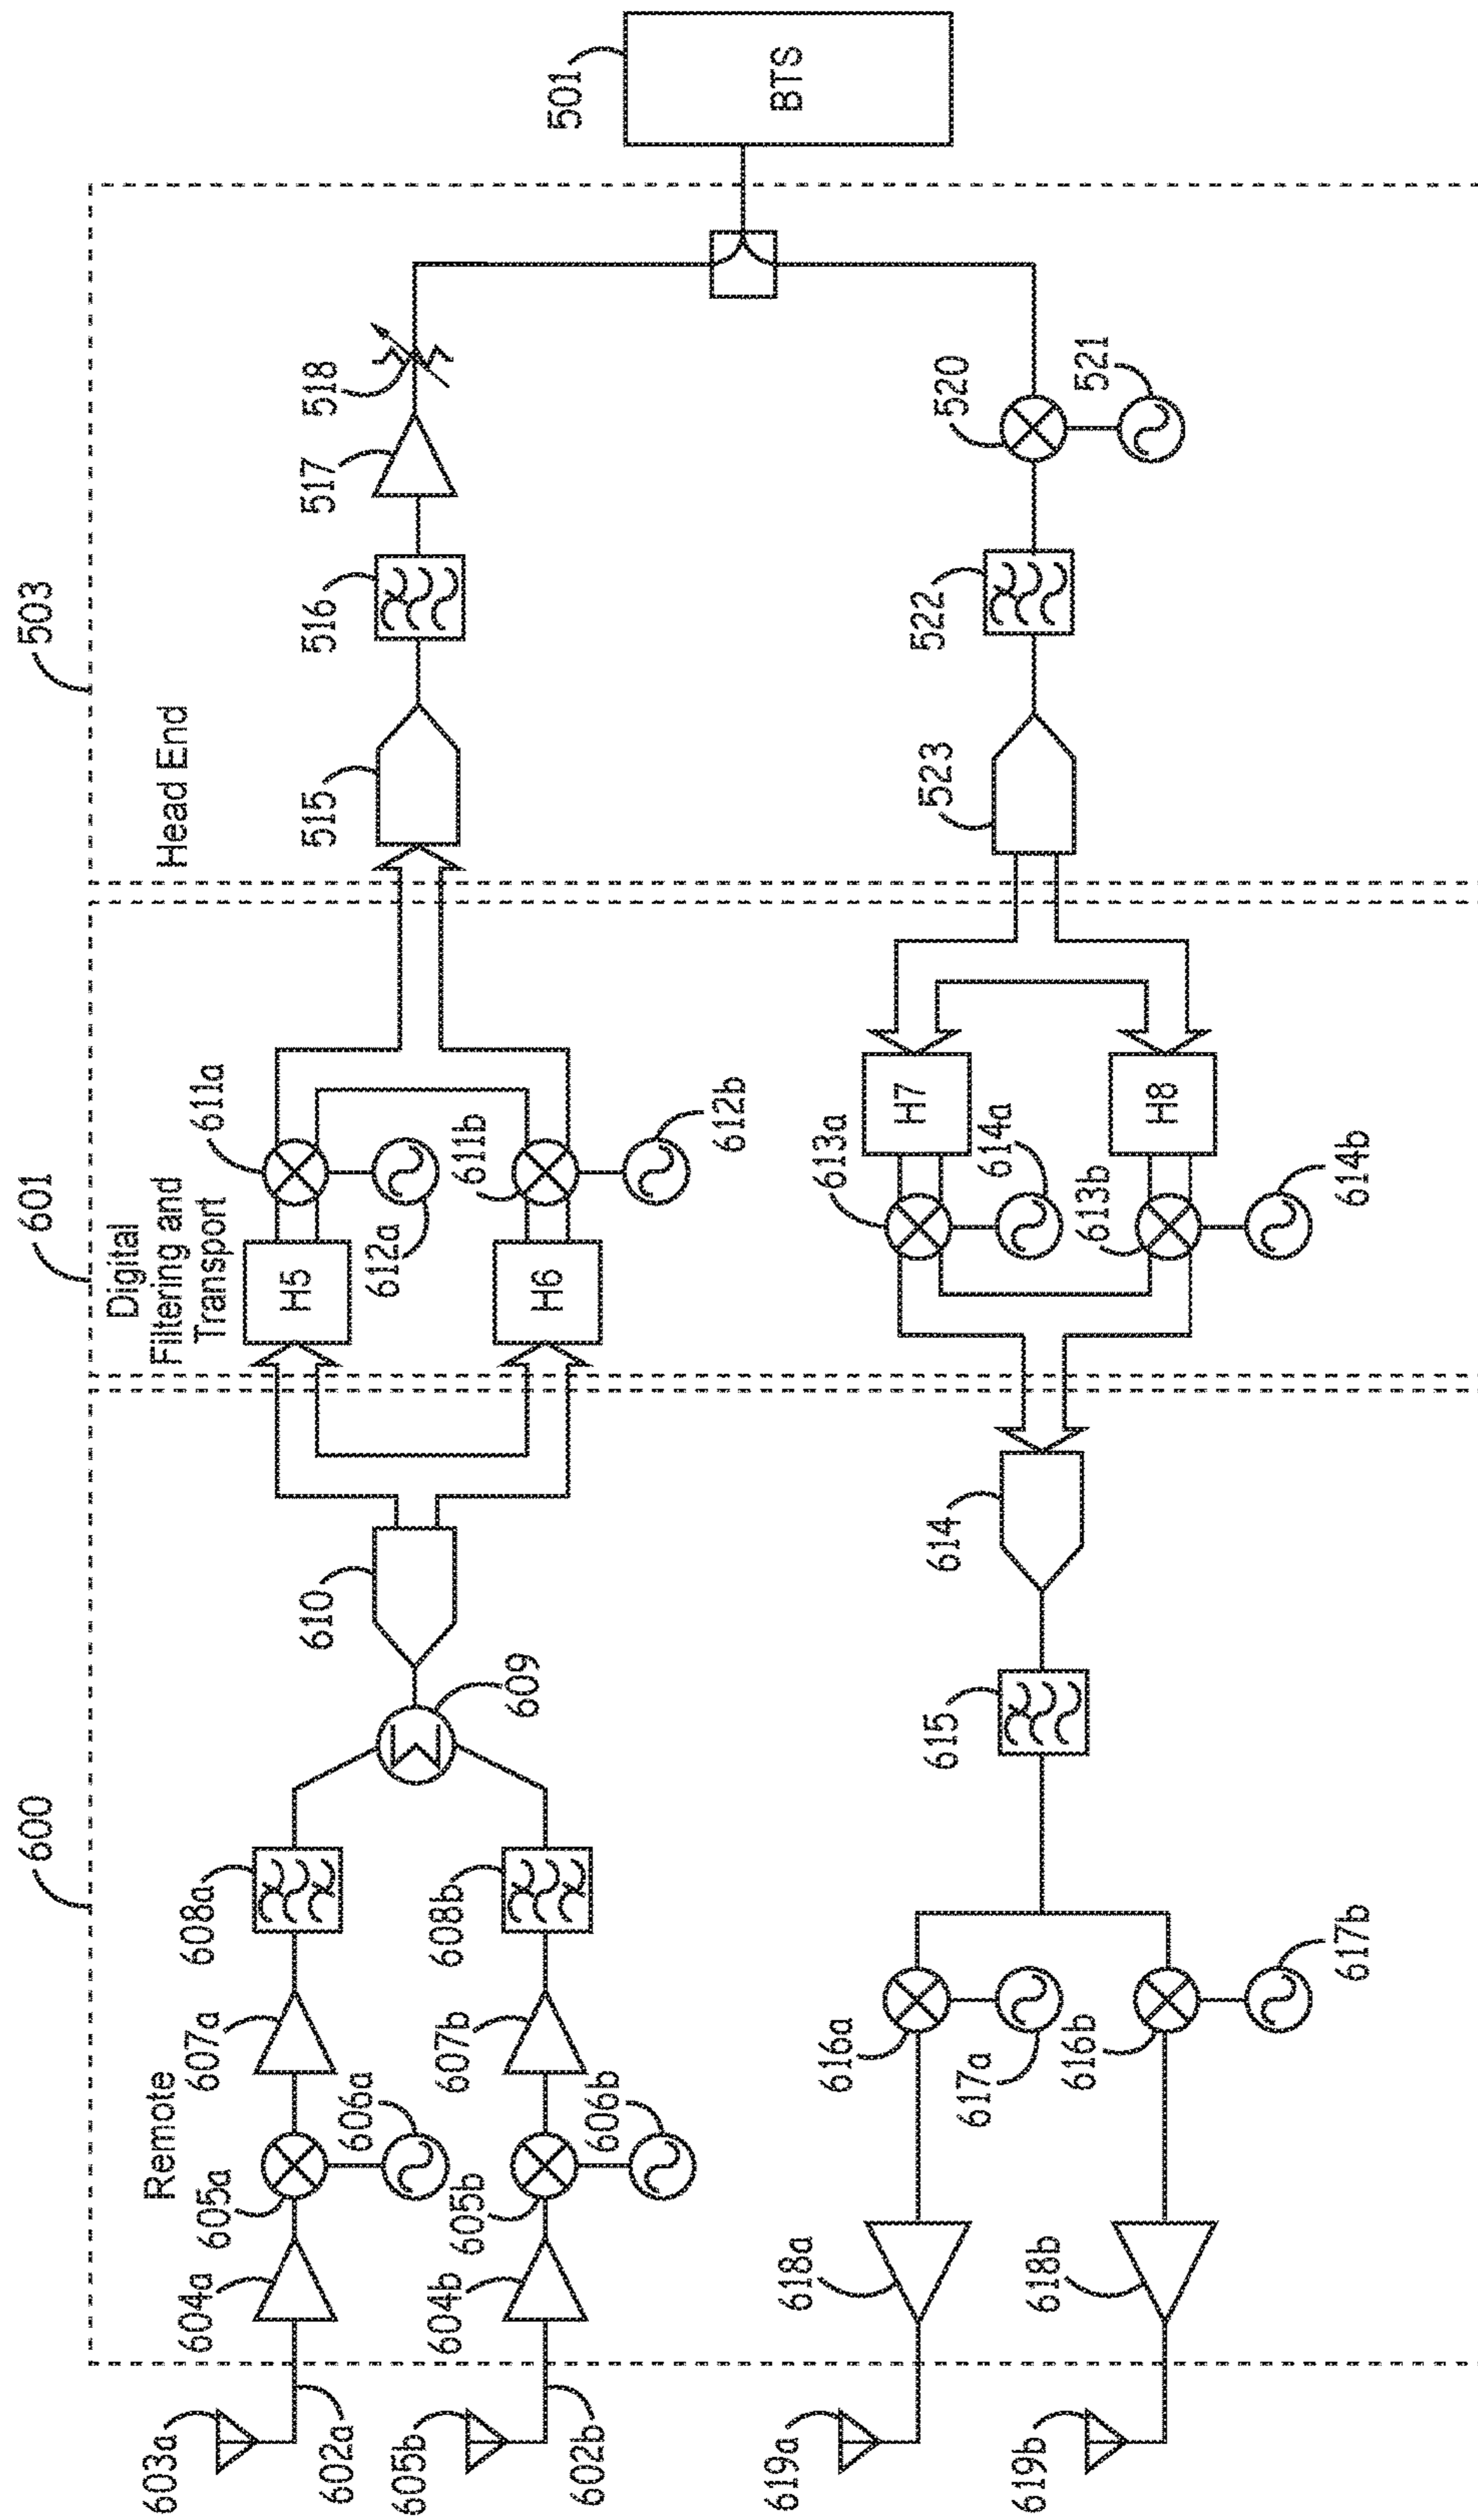 600
601
503
Remote
Digital
Filtering and
Transport
Head End
603a
602a
604a
605a
606a
607a
608a
605b
602b
604b
605b
606b
607b
608b
609
610
H5
611a
612a
H6
611b
612b
515
516
517
518
501
BTS
619a
618a
616a
617a
619b
618b
616b
617b
615
614
613a
614a
H7
613b
614b
H8
523
522
520
521